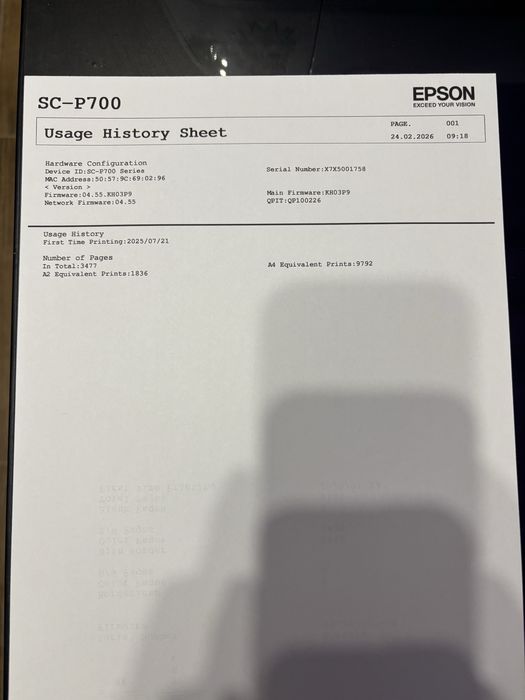 SC-P700
EPSON
EXCEED YOUR VISION
Usage History Sheet
PAGE. 001
24.02.2026 09:18
Hardware Configuration
Device ID:SC-P700 Series
Serial Number:X7X5001758
MAC Address:50:57:9C:69:02:96
< Version >
Firmware:04.55.KH03P9
Main Firmware:KH03P9
Network Firmware:04.55
QPIT:QP100226
Usage History
First Time Printing:2025/07/21
Number of Pages
In Total:3477
A4 Equivalent Prints:9792
A2 Equivalent Prints:1836